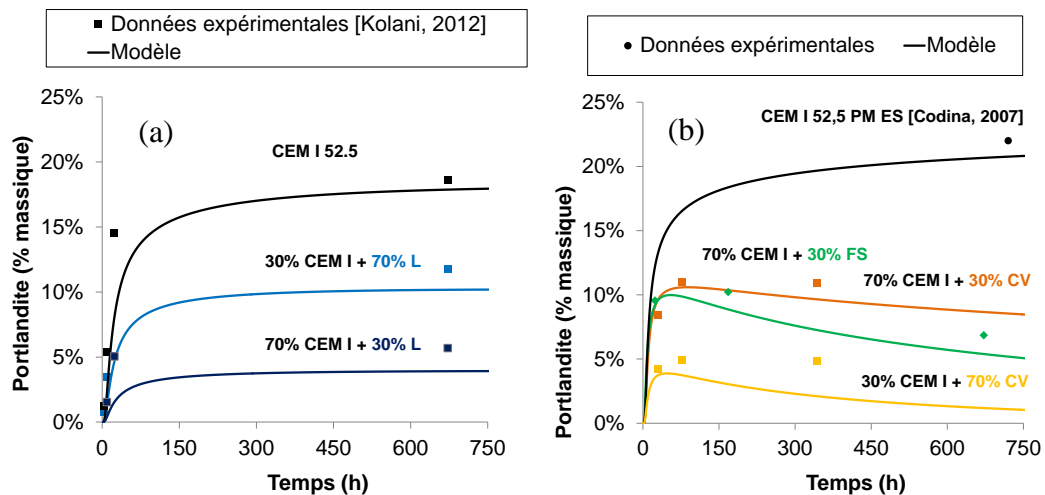 Données expérimentales [Kolani, 2012]
Modèle
Portlandite (% massique)
25%
20%
15%
10%
5%
0%
(a)
CEM I 52.5
30% CEM I + 70% L
70% CEM I + 30% L
0 150 300 450 600 750
Temps (h)
Données expérimentales Modèle
Portlandite (% massique)
25%
20%
15%
10%
5%
0%
(b)
CEM I 52,5 PM ES [Codina, 2007]
70% CEM I + 30% FS
70% CEM I + 30% CV
30% CEM I + 70% CV
0 150 300 450 600 750
Temps (h)